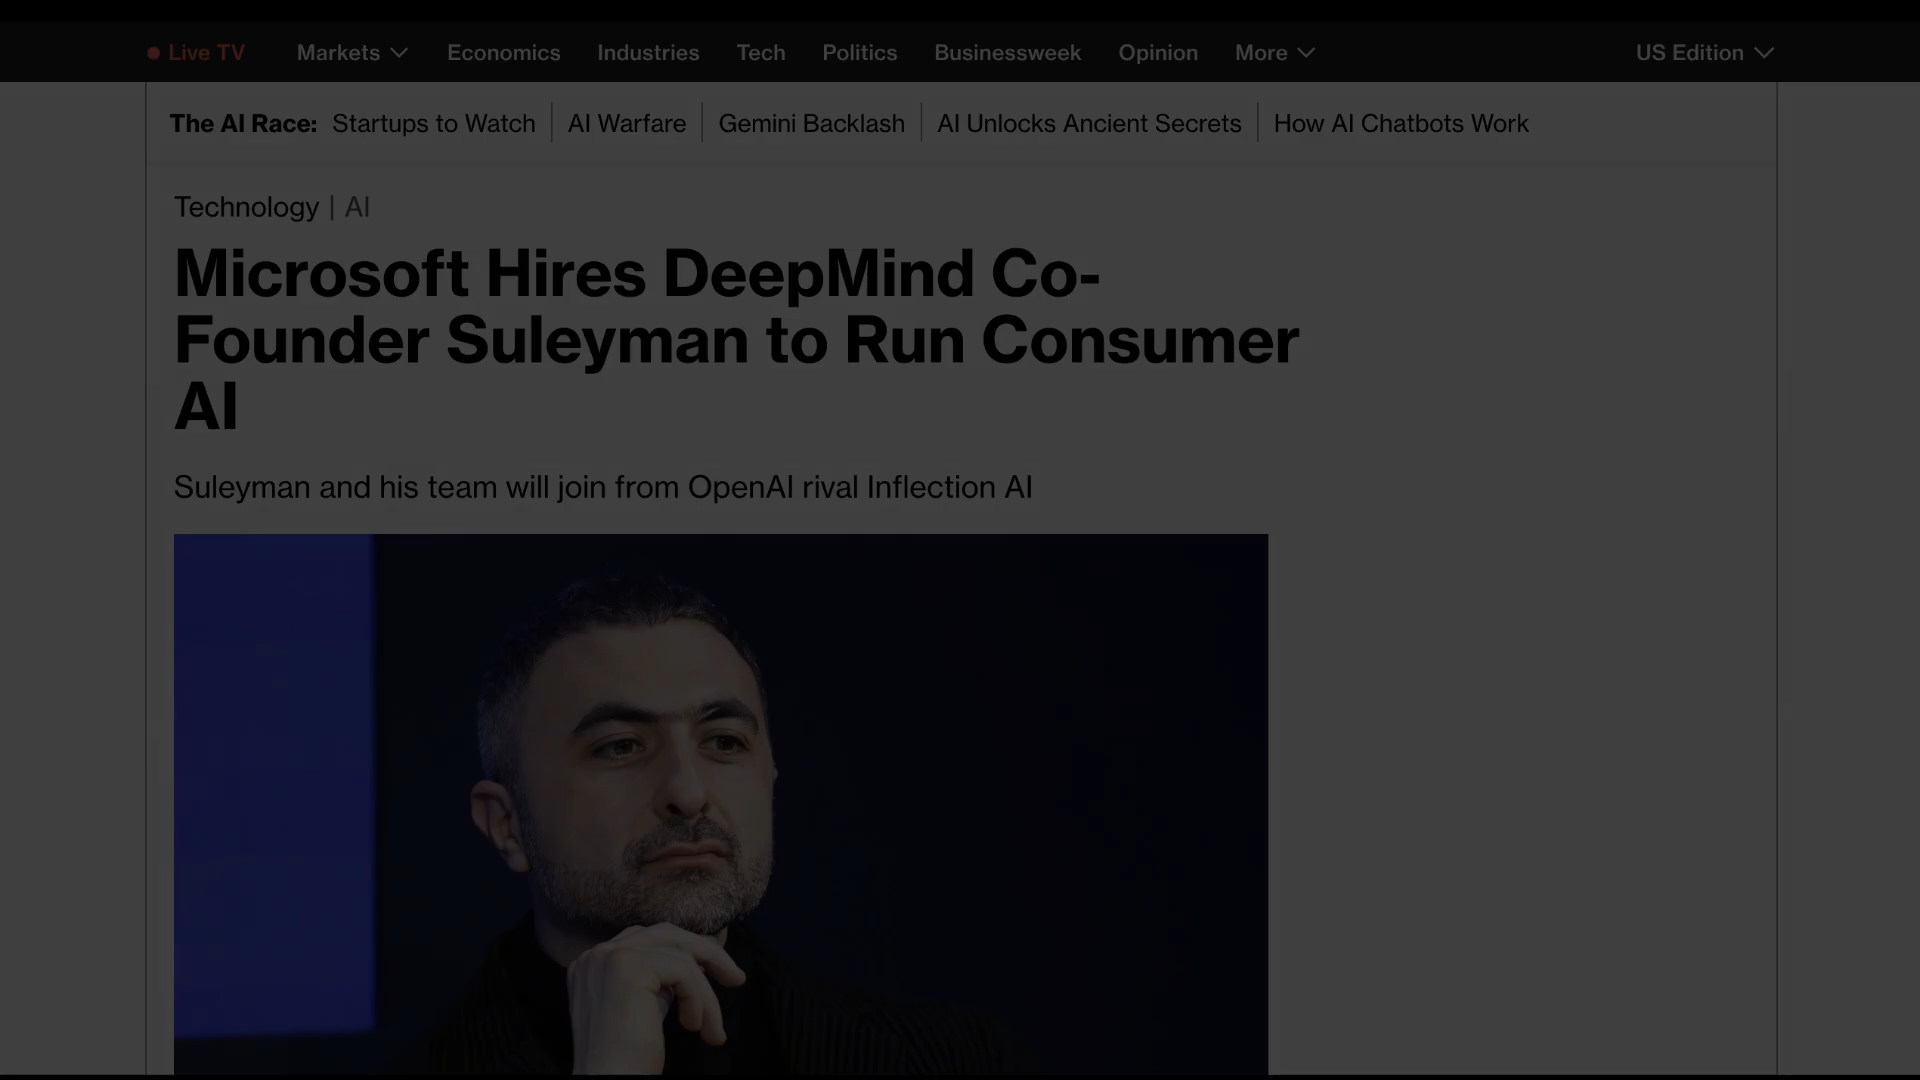 Live TV Markets Economics Industries Tech Politics Businessweek Opinion More US Edition
The AI Race: Startups to Watch AI Warfare Gemini Backlash AI Unlocks Ancient Secrets How AI Chatbots Work
Technology | AI
Microsoft Hires DeepMind Co-
Founder Suleyman to Run Consumer
AI
Suleyman and his team will join from OpenAI rival Inflection AI